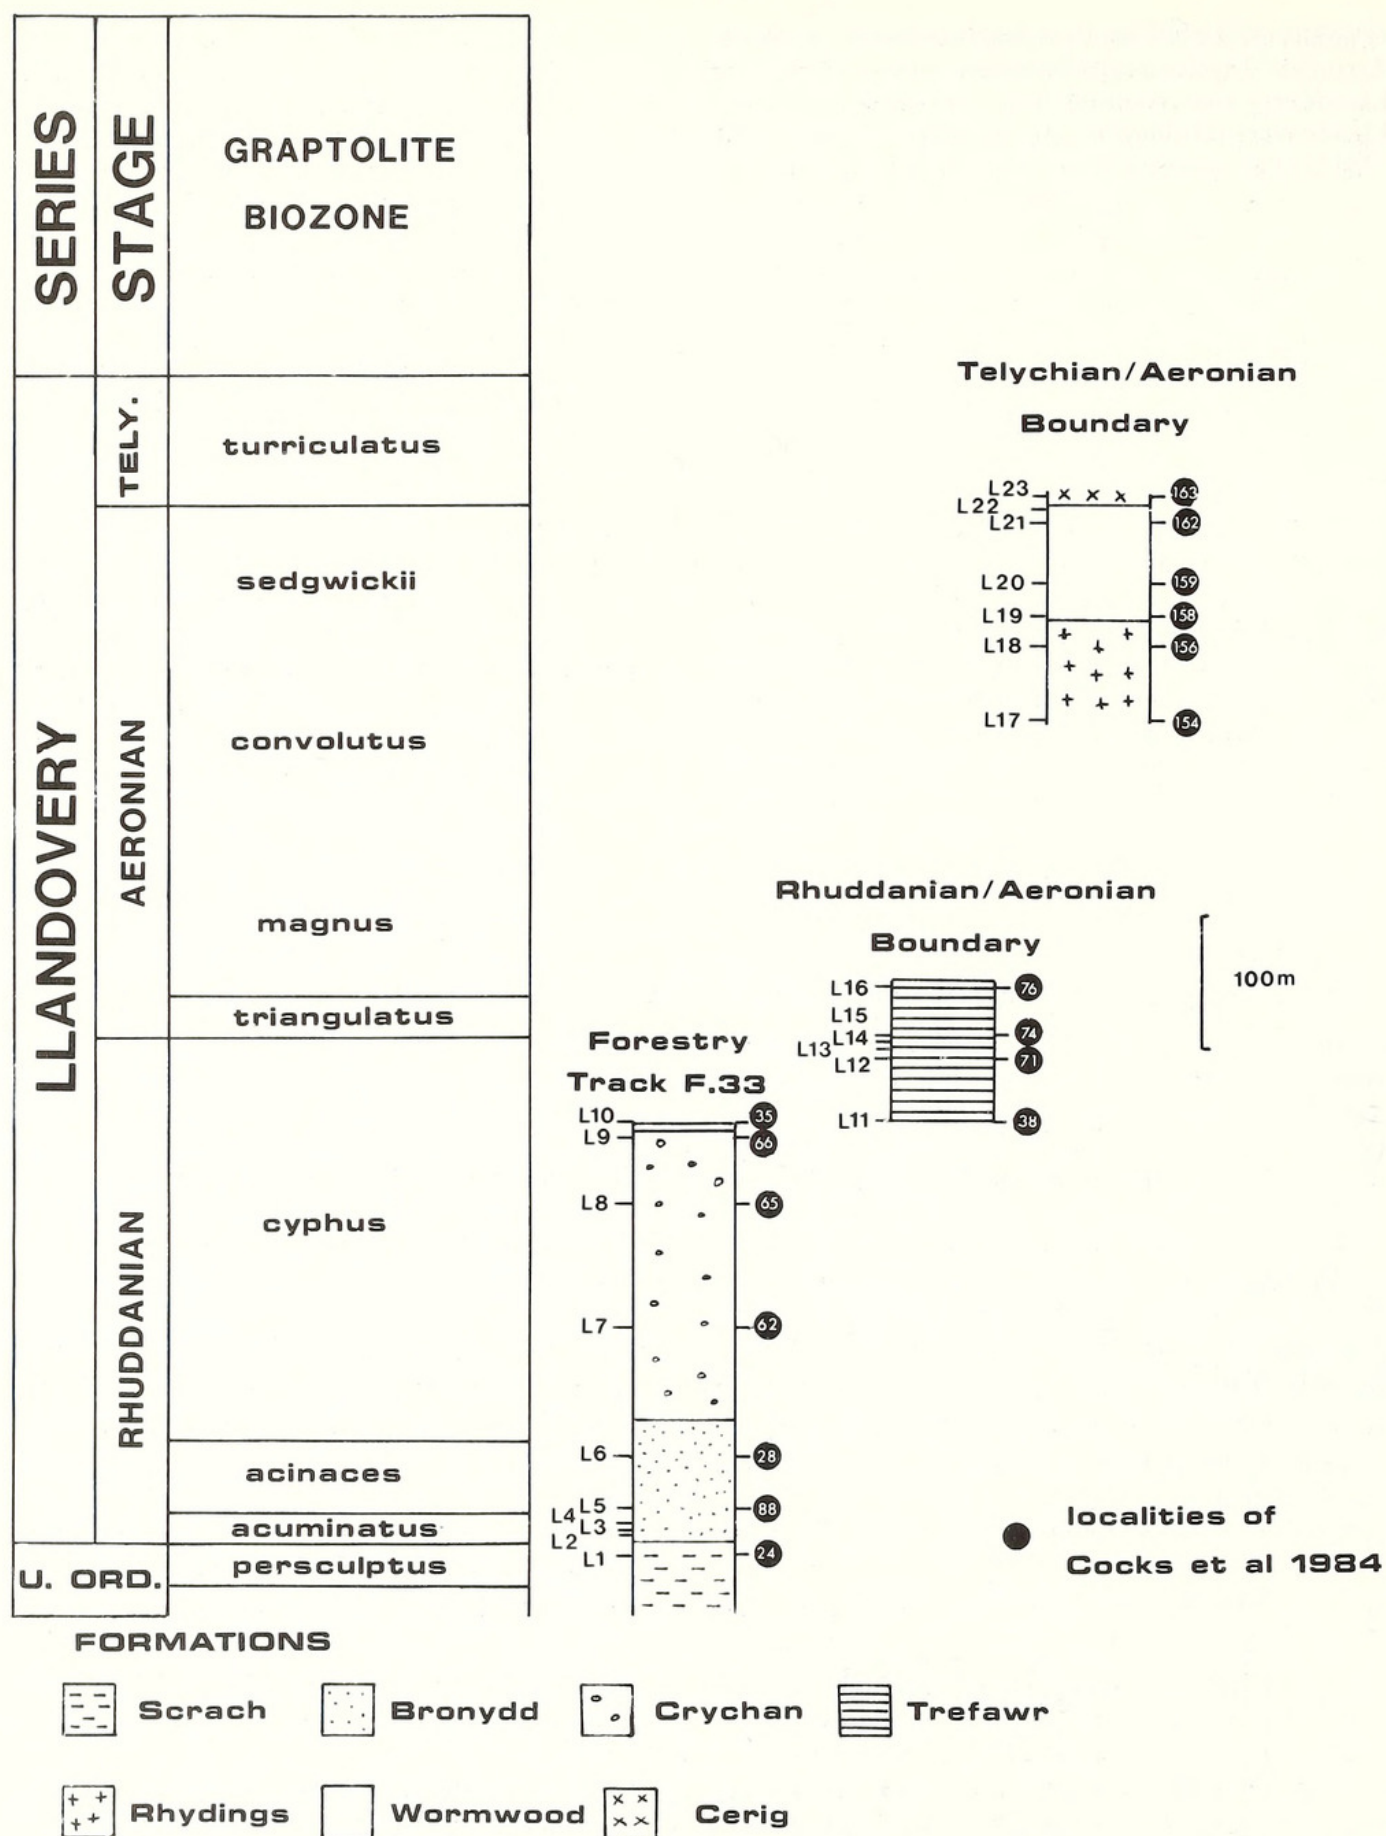 SERIES
STAGE
GRAPTOLITE
BIOZONE
LLANDOVERY
TELY.
turriculatus
AERONIAN
sedgwickii
convolutus
magnus
triangulatus
RHUDDANIAN
cyphus
acinaces
acuminatus
U. ORD.
persculptus
Telychian/Aeronian
Boundary
L23
163
L22
L21
162
L20
159
L19
158
L18
156
L17
154
Rhuddanian/Aeronian
Boundary
L16
76
L15
L14
74
L13
L12
71
L11
38
100m
Forestry
Track F.33
L10
35
L9
66
L8
65
L7
62
L6
28
L5
88
L4
L3
L2
L1
24
localities of
Cocks et al 1984
FORMATIONS
Scrach
Bronydd
Crychan
Trefawr
Rhydings
Wormwood
Cerig